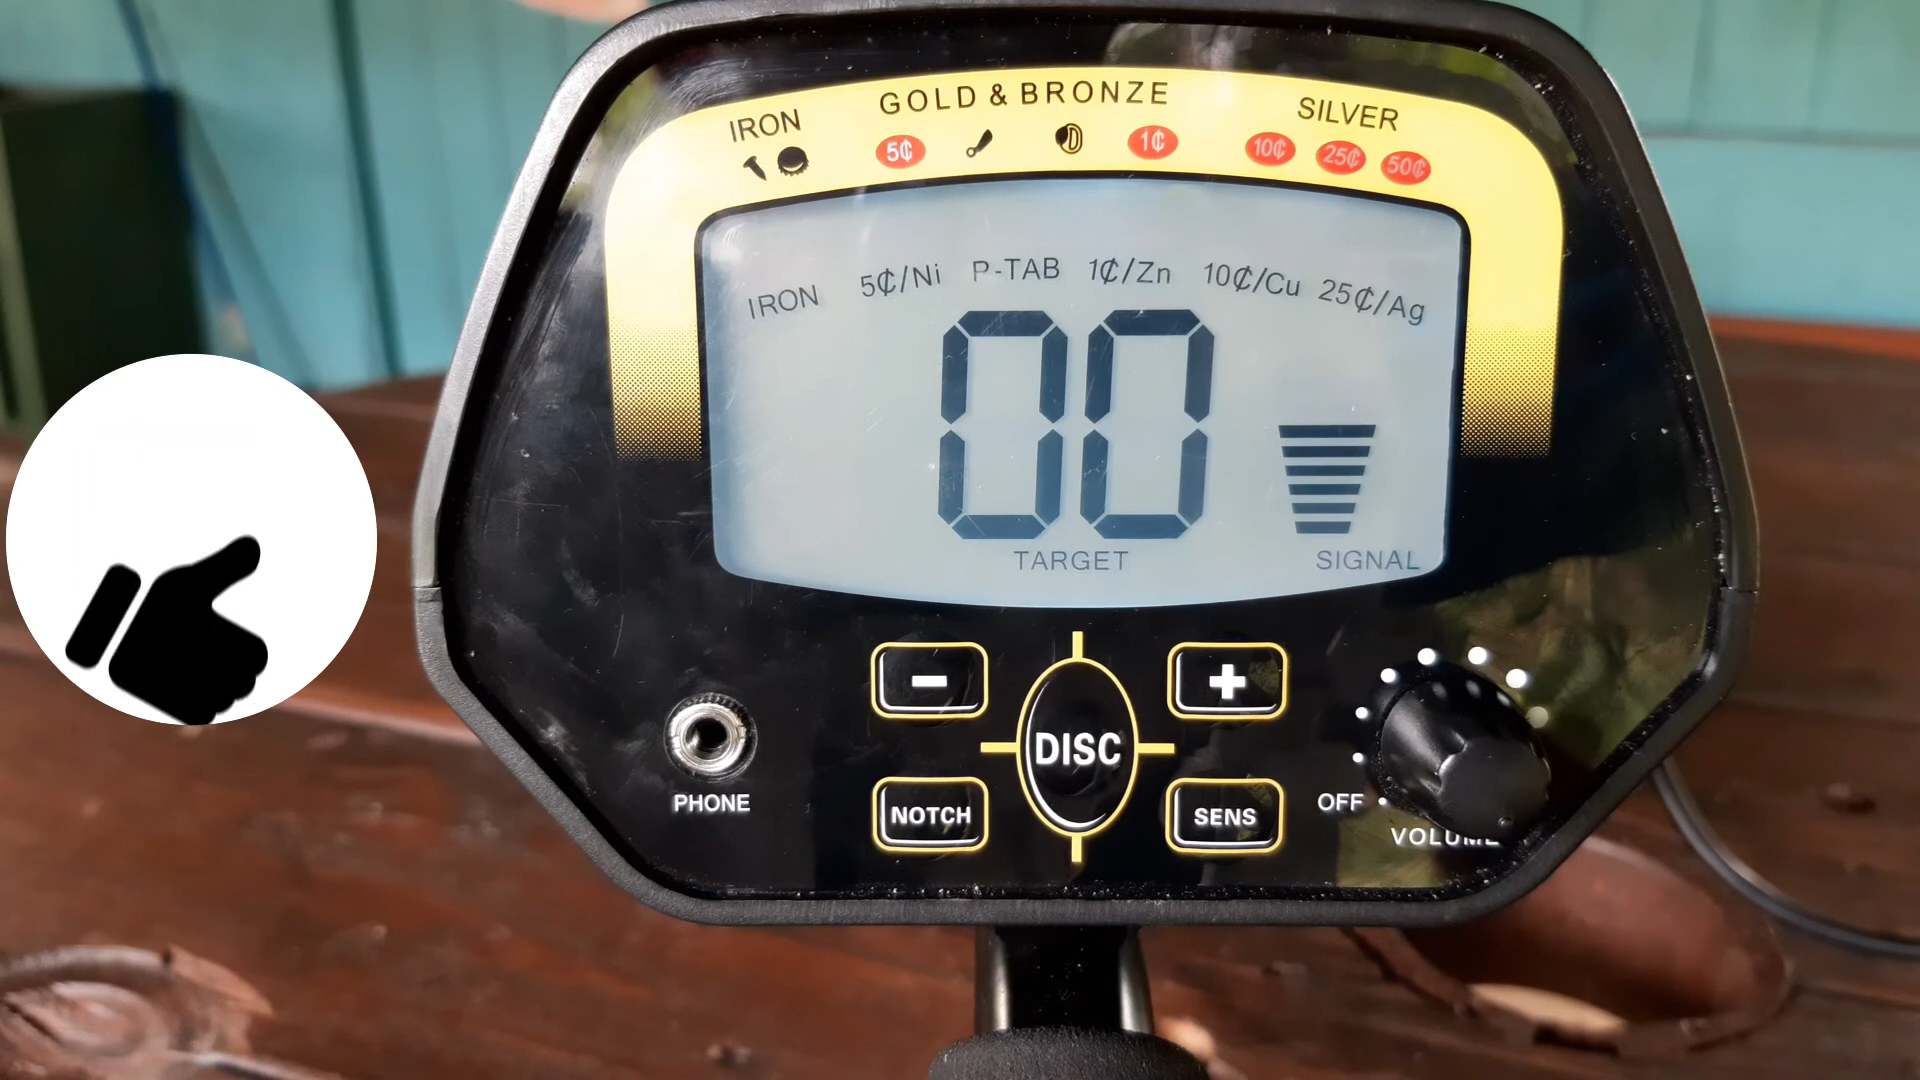 GOLD & BRONZE
IRON
SILVER
5₵ D 1₵ 10₵ 25₵ 50₵
IRON 5₵/Ni P-TAB 1₵/Zn 10₵/Cu 25₵/Ag
00
TARGET SIGNAL
- +
DISC
PHONE NOTCH SENS OFF
VOLUME